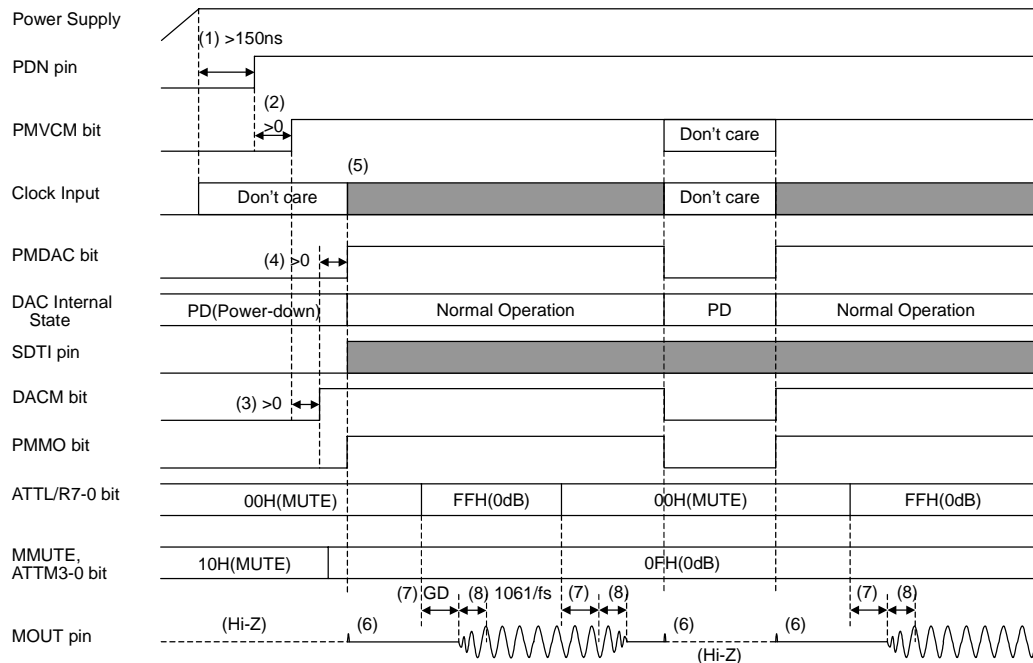 Power Supply
(1) >150ns
PDN pin
(2)
>0
PMVCM bit
Don't care
(5)
Clock Input
Don't care
Don't care
PMDAC bit
(4) >0
DAC Internal
State
PD(Power-down)
Normal Operation
PD
Normal Operation
SDTI pin
DACM bit
(3) >0
PMMO bit
ATTL/R7-0 bit
00H(MUTE)
FFH(0dB)
00H(MUTE)
FFH(0dB)
MMUTE,
ATTM3-0 bit
10H(MUTE)
0FH(0dB)
(7) GD
(8)
1061/fs
(7)
(8)
(7)
(8)
MOUT pin
(Hi-Z)
(6)
(6)
(Hi-Z)
(6)